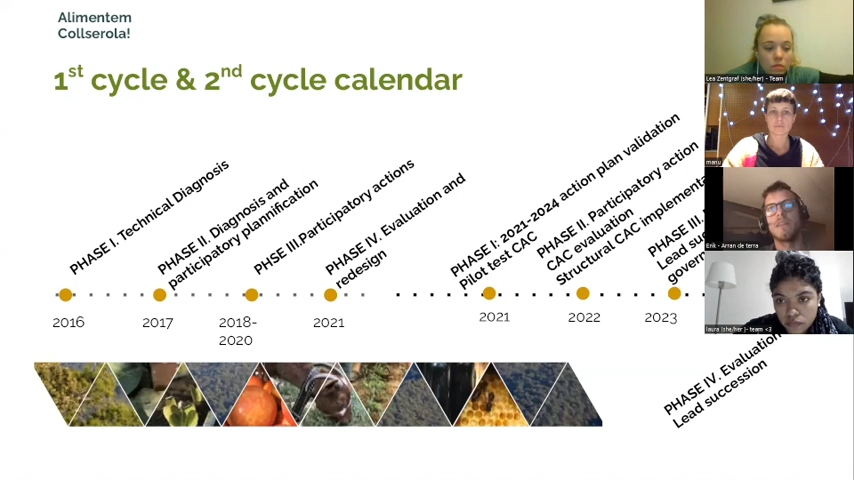 Alimentem
Collserola!
1st cycle & 2nd cycle calendar
PHASE I. Technical Diagnosis
PHASE II. Diagnosis and
participatory plannification
PHSE III.Participatory actions
PHASE IV. Evaluation and
redesign
PHASE I: 2021-2024 action plan validation
Pilot test CAC
PHASE II. Participatory action
CAC evaluation
Structural CAC
PHASE III.
Lead
2016
2017
2018-
2020
2021
2021
2022
2023
PHASE IV. Evaluation
Lead succession
Lea Zentgraf (she/her) - Team
manu
Erik - Arran de terra
laura (she/her )- team <3